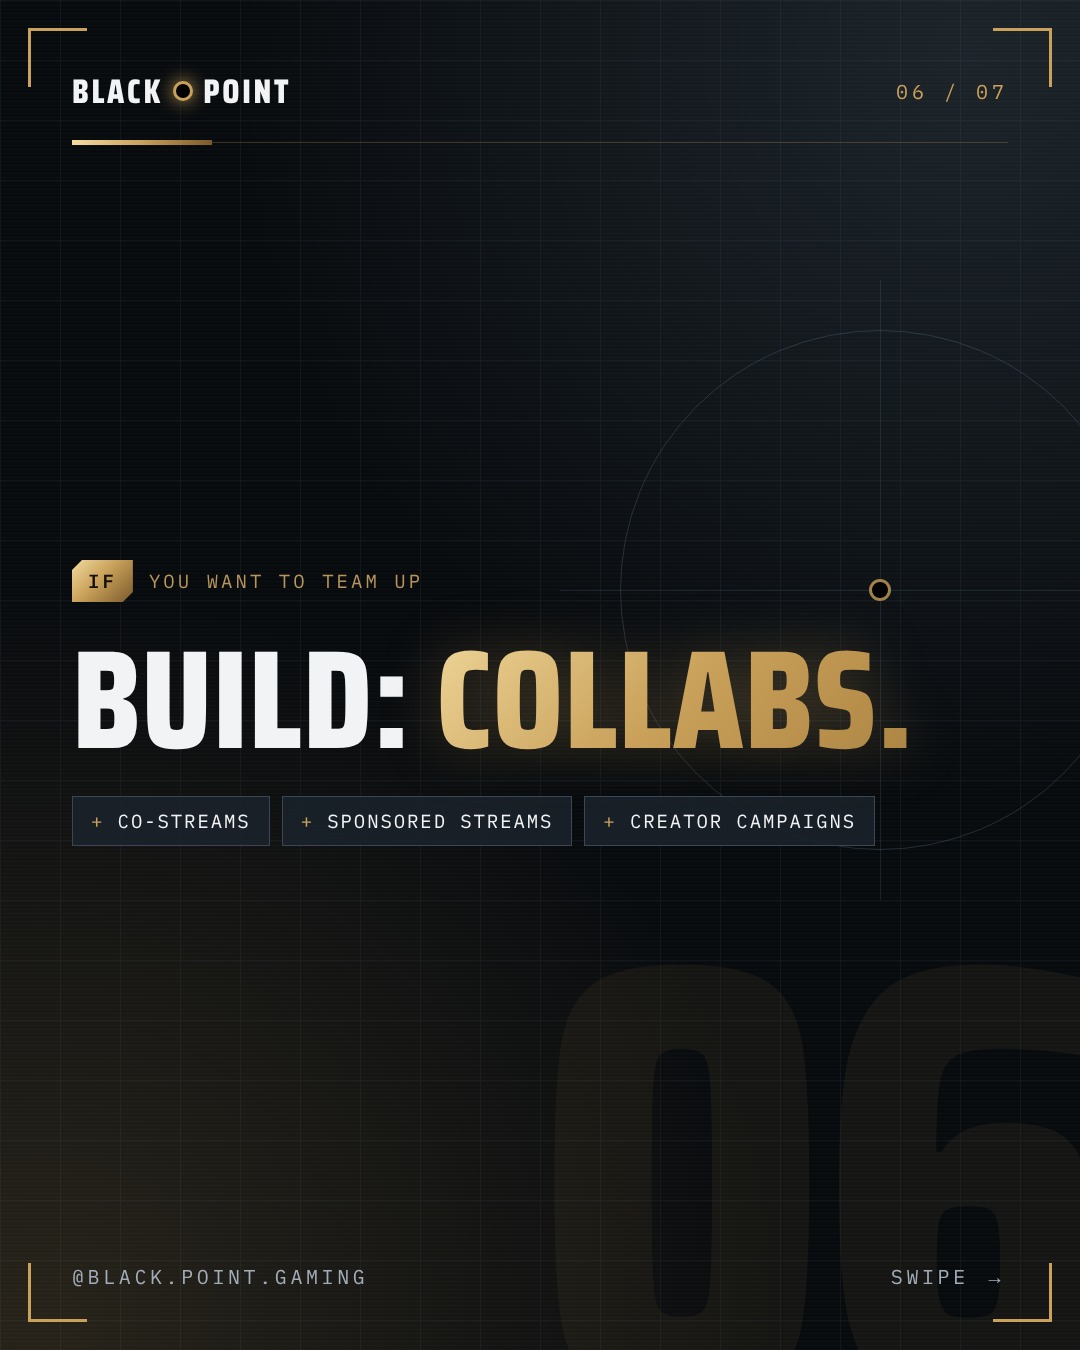 BLACK POINT
06 / 07
IF YOU WANT TO TEAM UP
BUILD: COLLABS.
+ CO-STREAMS + SPONSORED STREAMS + CREATOR CAMPAIGNS
06
@BLACK.POINT.GAMING
SWIPE →